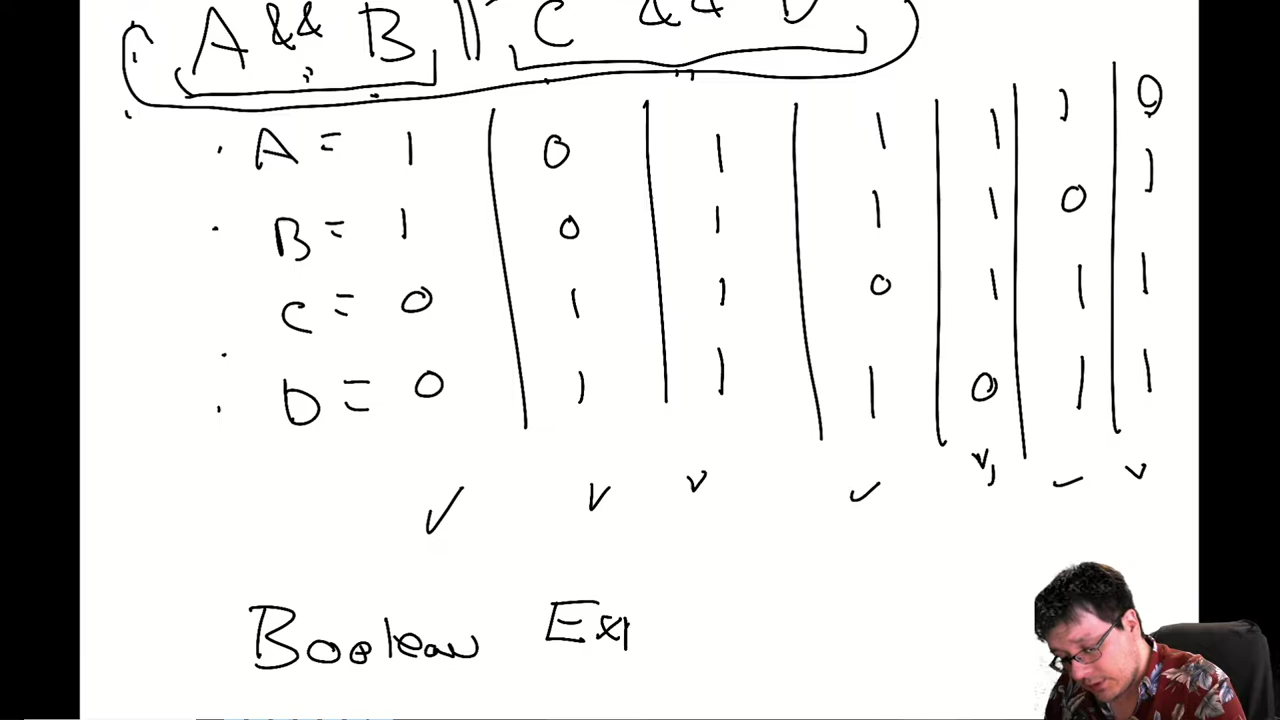 A && B || C && D
A = 1 | 0 | 1 | 1 | 1 | 1 | 0
B = 1 | 0 | 1 | 1 | 1 | 0 | 1
C = 0 | 1 | 1 | 0 | 1 | 1 | 1
D = 0 | 1 | 1 | 1 | 0 | 1 | 1
✓ ✓ ✓ ✓ ✓ ✓ ✓
Boolean Exp